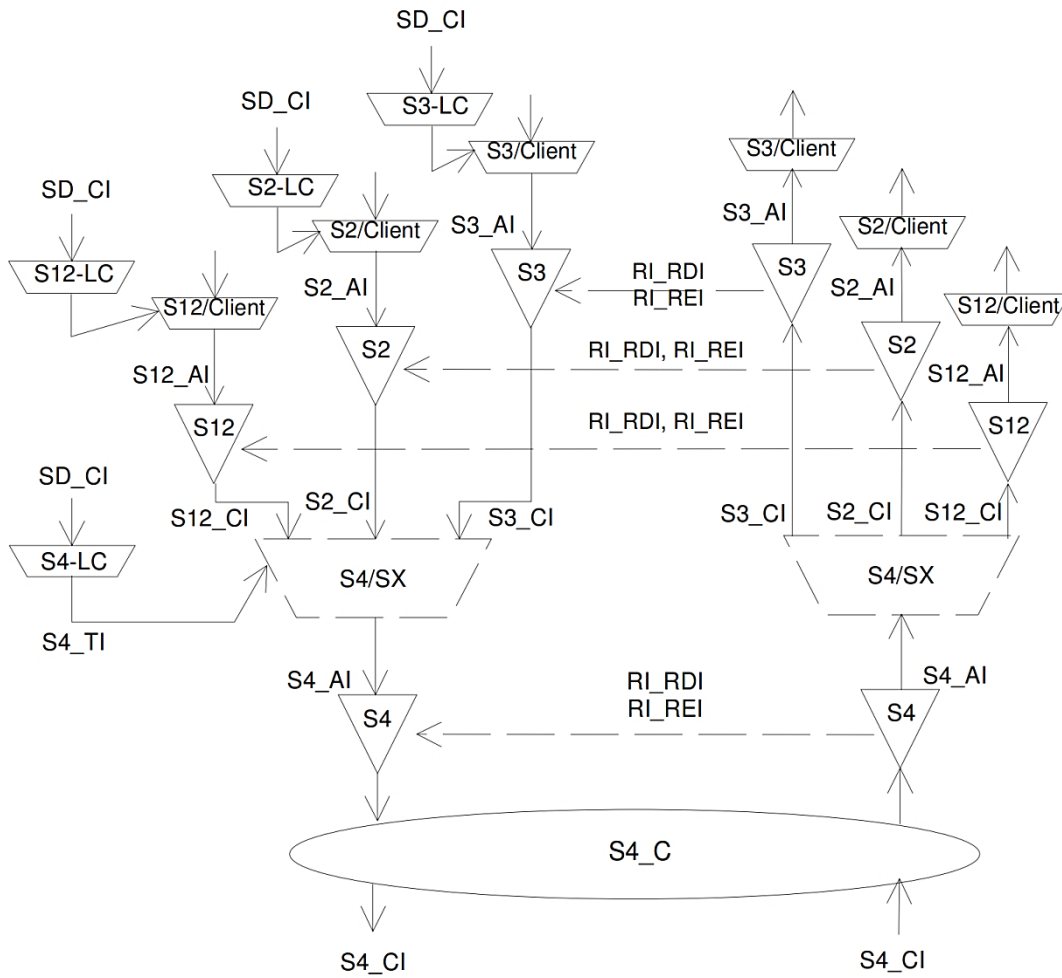 SD_CI
S3-LC
SD_CI
S3/Client
S3/Client
S2-LC
SD_CI
S2/Client
S3_AI
S3_AI
S2/Client
S12-LC
S12/Client
S2_AI
S3
RI_RDI
RI_REI
S3
S2_AI
S12/Client
S2
RI_RDI, RI_REI
S2
S12_AI
S12_AI
S12
RI_RDI, RI_REI
S12
SD_CI
S12_CI
S2_CI
S3_CI
S3_CI
S2_CI
S12_CI
S4-LC
S4/SX
S4/SX
S4_TI
S4_AI
RI_RDI
RI_REI
S4_AI
S4
S4
S4_C
S4_CI
S4_CI